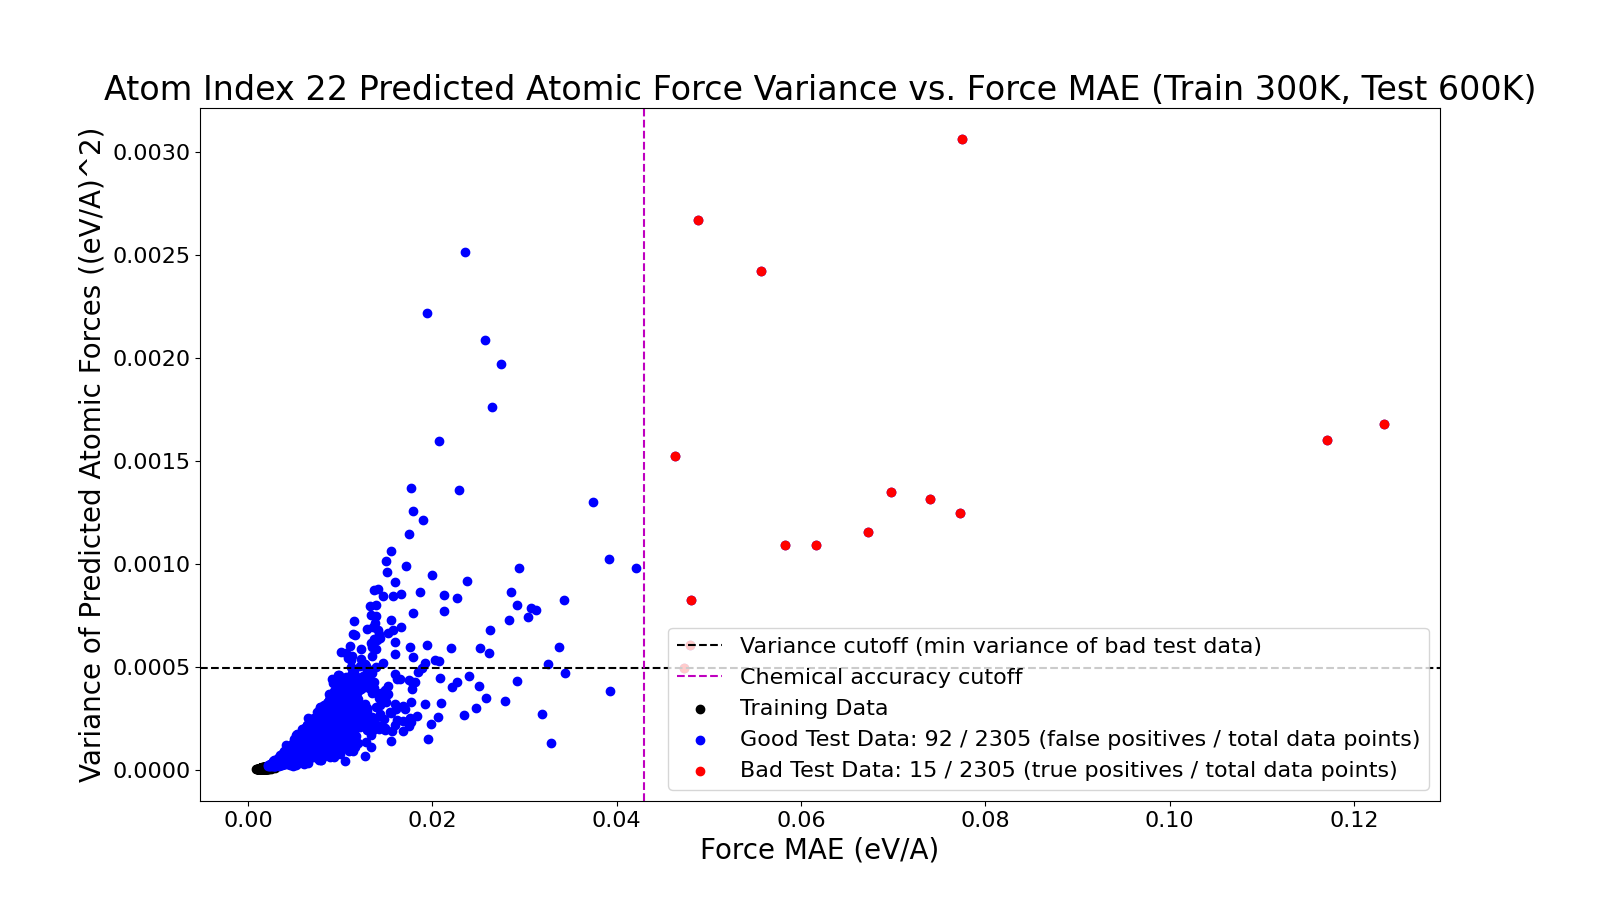 Atom Index 22 Predicted Atomic Force Variance vs. Force MAE (Train 300K, Test 600K)
Variance of Predicted Atomic Forces ((eV/A)^2)
0.0030
0.0025
0.0020
0.0015
0.0010
0.0005
0.0000
Variance cutoff (min variance of bad test data)
Chemical accuracy cutoff
Training Data
Good Test Data: 92 / 2305 (false positives / total data points)
Bad Test Data: 15 / 2305 (true positives / total data points)
0.00 0.02 0.04 0.06 0.08 0.10 0.12
Force MAE (eV/A)